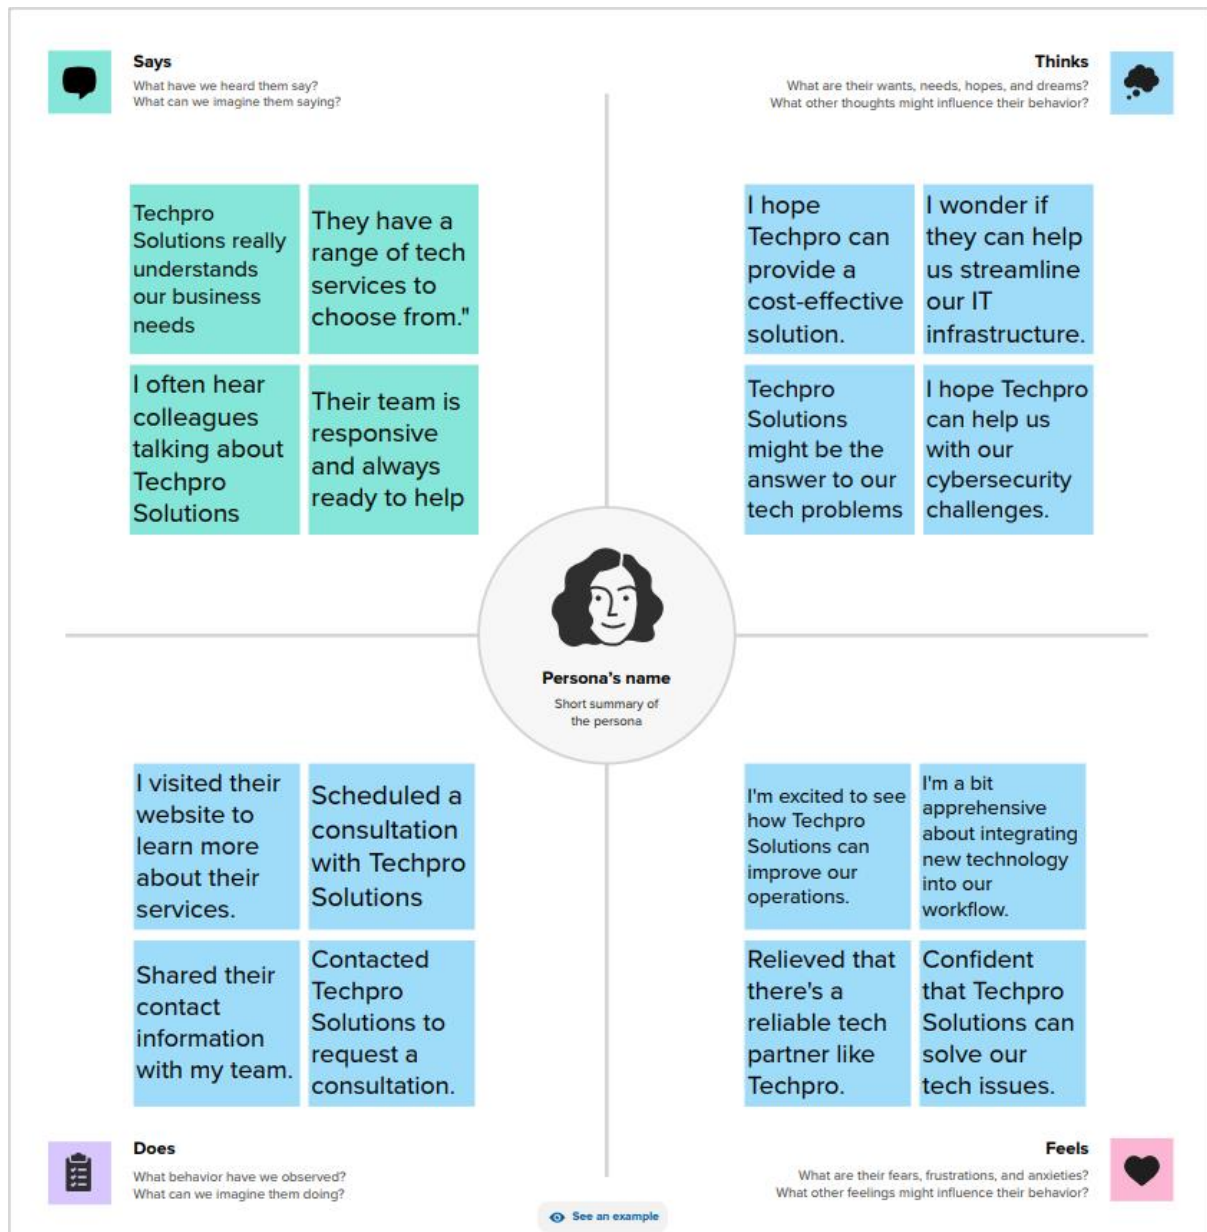 Says
What have we heard them say?
What can we imagine them saying?
Thinks
What are their wants, needs, hopes, and dreams?
What other thoughts might influence their behavior?
Techpro
Solutions really
understands
our business
needs
They have a
range of tech
services to
choose from."
I often hear
colleagues
talking about
Techpro
Solutions
Their team is
responsive
and always
ready to help
I hope
Techpro can
provide a
cost-effective
solution.
I wonder if
they can help
us streamline
our IT
infrastructure.
Techpro
Solutions
might be the
answer to our
tech problems
I hope Techpro
can help us
with our
cybersecurity
challenges.
Persona's name
Short summary of
the persona
I visited their
website to
learn more
about their
services.
Scheduled a
consultation
with Techpro
Solutions
Shared their
contact
information
with my team.
Contacted
Techpro
Solutions to
request a
consultation.
I'm excited to see
how Techpro
Solutions can
improve our
operations.
I'm a bit
apprehensive
about integrating
new technology
into our
workflow.
Relieved that
there's a
reliable tech
partner like
Techpro.
Confident
that Techpro
Solutions can
solve our
tech issues.
Does
What behavior have we observed?
What can we imagine them doing?
Feels
What are their fears, frustrations, and anxieties?
What other feelings might influence their behavior?
See an example